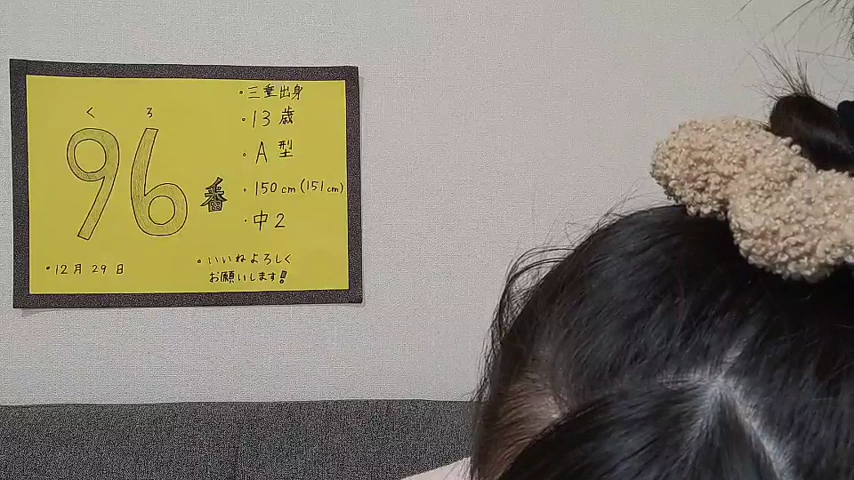 くろ
96番
・12月29日
・三重出身
・13歳
・A型
・150cm(151cm)
・中2
・いいねよろしく
お願いします!